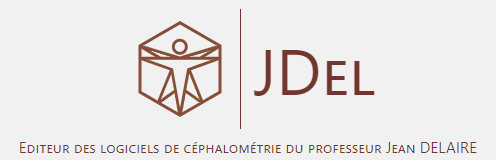 JDEL
EDITEUR DES LOGICIELS DE CÉPHALOMÉTRIE DU PROFESSEUR JEAN DELAIRE